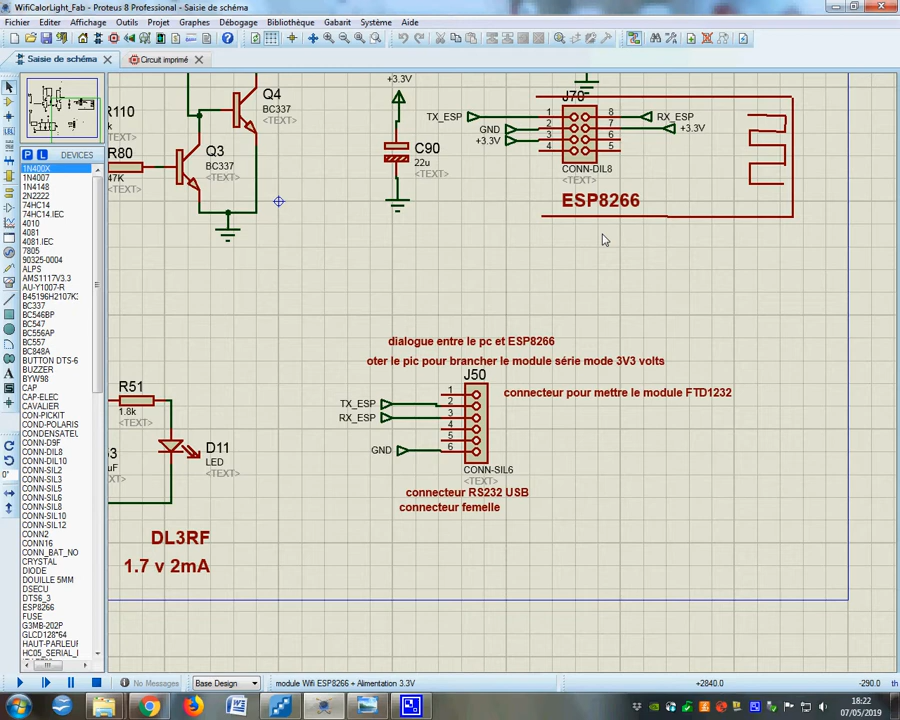 WifiCalorLight_Fab - Proteus 8 Professional - Saisie de schéma
Fichier Editer Affichage Outils Projet Graphes Débogage Bibliothèque Gabarit Système Aide
Saisie de schéma
Circuit imprimé
P L DEVICES
1N400X
1N4007
1N4148
2N2222
74HC14
74HC14.IEC
4010
4081
4081.IEC
7805
90325-0004
ALPS
AMS1117V3.3
AU-Y1007-R
B45196H2107K
BC337
BC546BP
BC547
BC556AP
BC557
BC848A
BUTTON DTS-6
BUZZER
BYW98
CAP
CAP-ELEC
CAVALIER
CON-PICKIT
COND-POLARIS
CONDENSATEU
CONN-D9F
CONN-DIL8
CONN-DIL10
CONN-SIL2
CONN-SIL3
CONN-SIL5
CONN-SIL6
CONN-SIL8
CONN-SIL10
CONN-SIL12
CONN2
CONN16
CONN_BAT_NO
CRYSTAL
DIODE
DOUILLE 5MM
DSECU
DTS6_3
ESP8266
FUSE
G3MB-202P
GLCD128*64
HAUT-PARLEUR
HC05_SERIAL_
0°
R110
k
<TEXT>
R80
47K
<TEXT>
Q4
BC337
<TEXT>
Q3
BC337
<TEXT>
+3.3V
C90
22u
<TEXT>
J70
TX_ESP
GND
+3.3V
1
2
3
4
8
7
6
5
RX_ESP
+3.3V
CONN-DIL8
<TEXT>
ESP8266
dialogue entre le pc et ESP8266
oter le pic pour brancher le module série mode 3V3 volts
J50
connecteur pour mettre le module FTD1232
TX_ESP
RX_ESP
GND
1
2
3
4
5
6
CONN-SIL6
<TEXT>
connecteur RS232 USB
connecteur femelle
R51
1.8k
<TEXT>
D11
LED
<TEXT>
3
uF
EXT>
DL3RF
1.7 v 2mA
No Messages
Base Design
module Wifi ESP8266 + Alimentation 3.3V
+2840.0
-290.0
th
18:22
07/05/2019